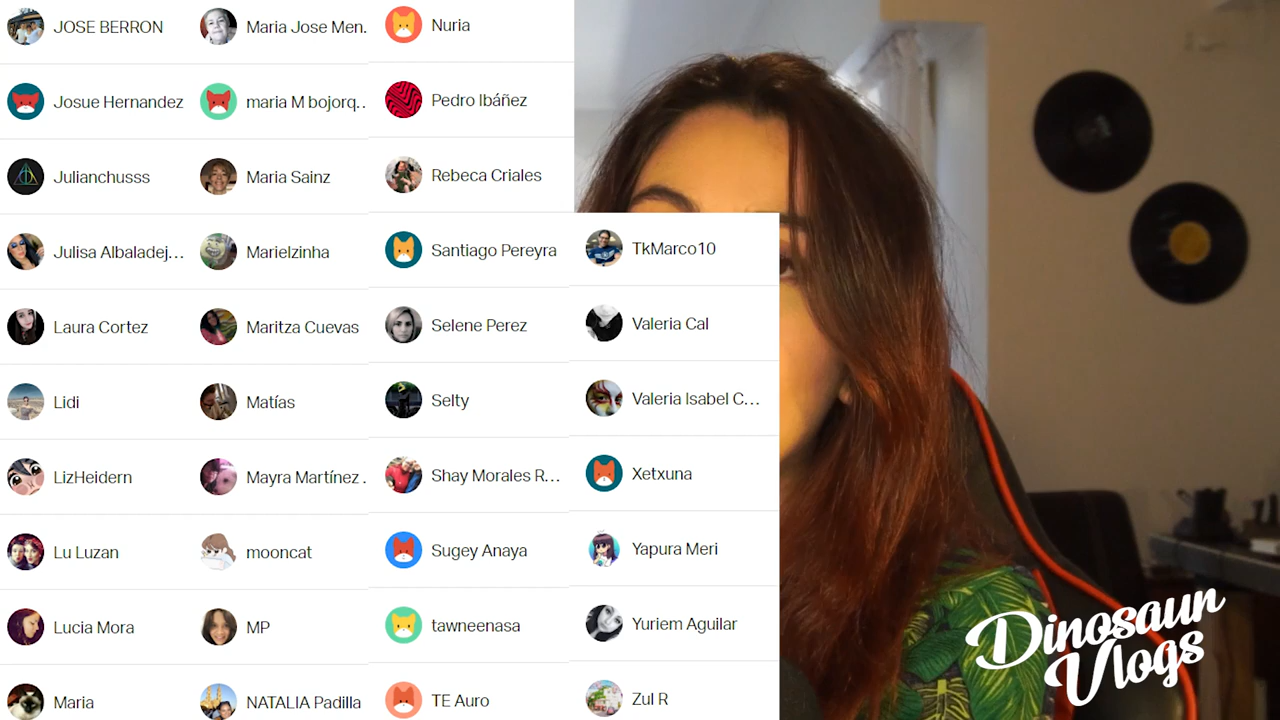 JOSE BERRON
Josue Hernandez
Julianchusss
Julisa Albaladej...
Laura Cortez
Lidi
LizHeidern
Lu Luzan
Lucia Mora
Maria
Maria Jose Men.
maria M bojorq..
Maria Sainz
Marielzinha
Maritza Cuevas
Matías
Mayra Martínez.
mooncat
MP
NATALIA Padilla
Nuria
Pedro Ibáñez
Rebeca Criales
Santiago Pereyra
Selene Perez
Selty
Shay Morales R...
Sugey Anaya
tawneenasa
TE Auro
TkMarco10
Valeria Cal
Valeria Isabel C...
Xetxuna
Yapura Meri
Yuriem Aguilar
Zul R
Dinosaur
Vlogs